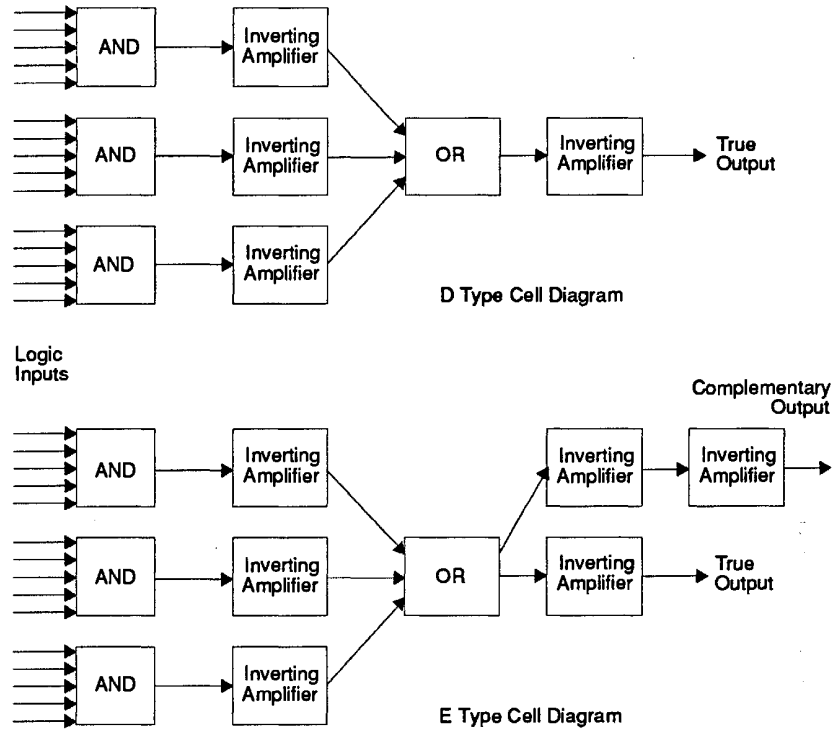 AND
Inverting
Amplifier
AND
Inverting
Amplifier
OR
Inverting
Amplifier
True
Output
AND
Inverting
Amplifier
D Type Cell Diagram
Logic
Inputs
Complementary
Output
AND
Inverting
Amplifier
Inverting
Amplifier
Inverting
Amplifier
AND
Inverting
Amplifier
OR
Inverting
Amplifier
True
Output
AND
Inverting
Amplifier
E Type Cell Diagram